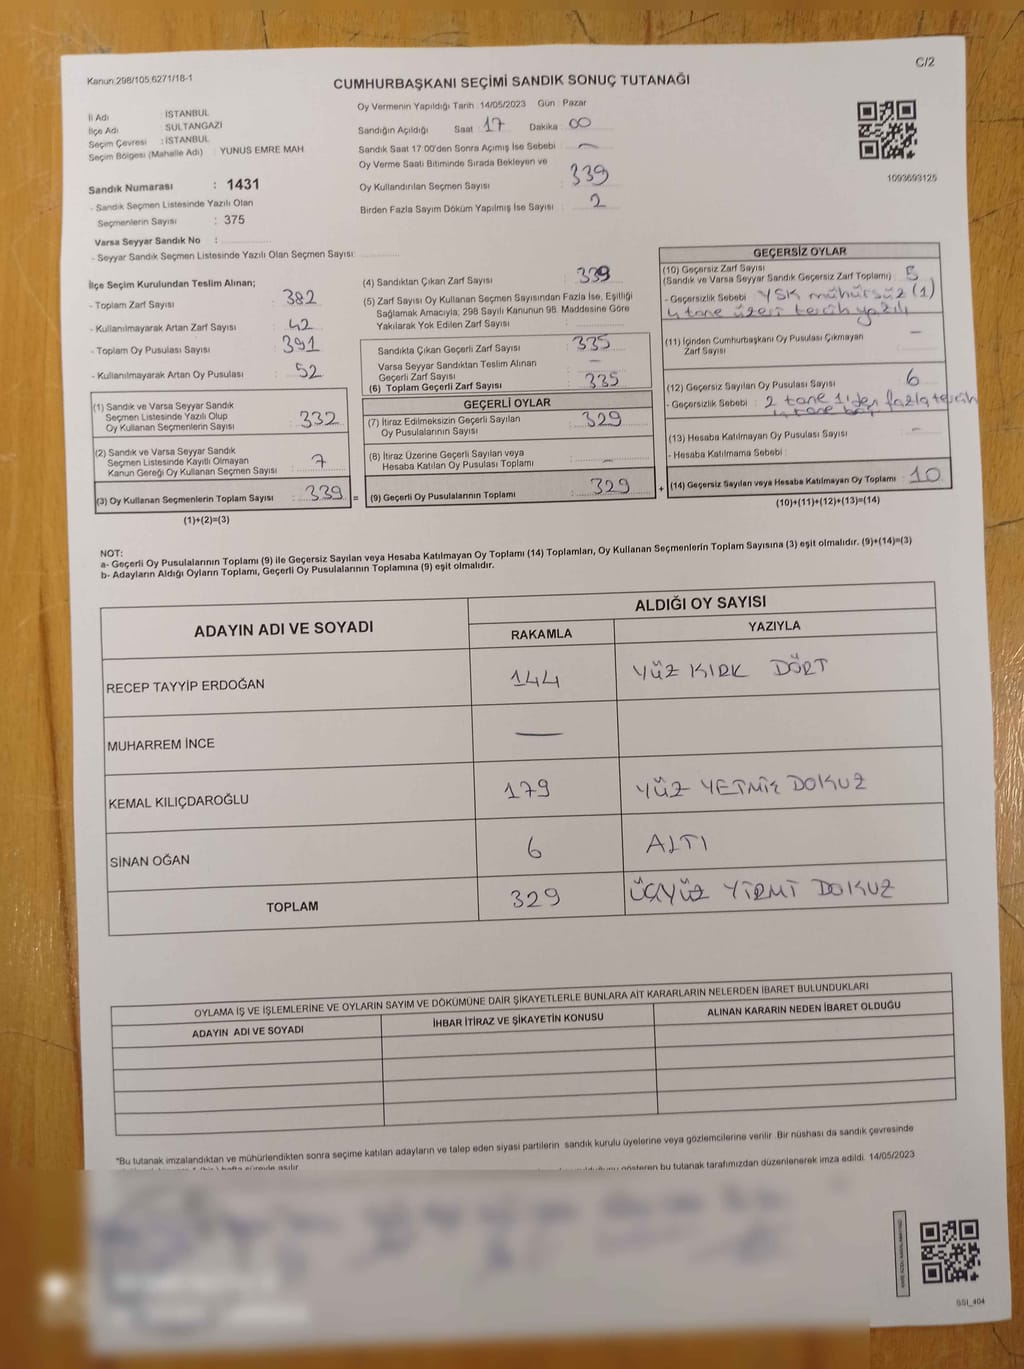 C/2
Kanun:298/105.6271/18-1
CUMHURBAŞKANI SEÇİMİ SANDIK SONUÇ TUTANAĞI
İl Adı : İSTANBUL
İlçe Adı : SULTANGAZİ
Seçim Çevresi : İSTANBUL
Seçim Bölgesi (Mahalle Adı) : YUNUS EMRE MAH
Sandık Numarası : 1431
- Sandık Seçmen Listesinde Yazılı Olan
Seçmenlerin Sayısı : 375
Varsa Seyyar Sandık No :
- Seyyar Sandık Seçmen Listesinde Yazılı Olan Seçmen Sayısı:
Oy Vermenin Yapıldığı Tarih : 14/05/2023 Gün : Pazar
Sandığın Açıldığı Saat : 17 Dakika : 00
Sandık Saat 17:00'den Sonra Açımış İse Sebebi :
Oy Verme Saati Bitiminde Sırada Bekleyen ve
Oy Kullandırılan Seçmen Sayısı : 339
Birden Fazla Sayım Döküm Yapılmış İse Sayısı : 2
1093693125
İlçe Seçim Kurulundan Teslim Alınan;
- Toplam Zarf Sayısı : 382
- Kullanılmayarak Artan Zarf Sayısı : 42
- Toplam Oy Pusulası Sayısı : 391
- Kullanılmayarak Artan Oy Pusulası : 52
(1) Sandık ve Varsa Seyyar Sandık
Seçmen Listesinde Yazılı Olup
Oy Kullanan Seçmenlerin Sayısı : 332
(2) Sandık ve Varsa Seyyar Sandık
Seçmen Listesinde Kayıtlı Olmayan
Kanun Gereği Oy Kullanan Seçmen Sayısı : 7
(3) Oy Kullanan Seçmenlerin Toplam Sayısı : 339 =
(1)+(2)=(3)
(4) Sandıktan Çıkan Zarf Sayısı : 339
(5) Zarf Sayısı Oy Kullanan Seçmen Sayısından Fazla İse, Eşitliği
Sağlamak Amacıyla; 298 Sayılı Kanunun 98. Maddesine Göre
Yakılarak Yok Edilen Zarf Sayısı :
Sandıkta Çıkan Geçerli Zarf Sayısı : 335
Varsa Seyyar Sandıktan Teslim Alınan
Geçerli Zarf Sayısı : —
(6) Toplam Geçerli Zarf Sayısı : 335
GEÇERLİ OYLAR
(7) İtiraz Edilmeksizin Geçerli Sayılan
Oy Pusulalarının Sayısı : 329
(8) İtiraz Üzerine Geçerli Sayılan veya
Hesaba Katılan Oy Pusulası Toplamı : —
(9) Geçerli Oy Pusulalarının Toplamı : 329 +
GEÇERSİZ OYLAR
(10) Geçersiz Zarf Sayısı
(Sandık ve Varsa Seyyar Sandık Geçersiz Zarf Toplamı) : 5
- Geçersizlik Sebebi : YSK mühürsüz (1)
4 tane üzeri tercih yazılı
(11) İçinden Cumhurbaşkanı Oy Pusulası Çıkmayan
Zarf Sayısı : —
(12) Geçersiz Sayılan Oy Pusulası Sayısı : 6
- Geçersizlik Sebebi : 2 tane 1'den fazla tercih
4 tane boş
(13) Hesaba Katılmayan Oy Pusulası Sayısı : —
- Hesaba Katılmama Sebebi :
(14) Geçersiz Sayılan veya Hesaba Katılmayan Oy Toplamı : 10
(10)+(11)+(12)+(13)=(14)
NOT:
a- Geçerli Oy Pusulalarının Toplamı (9) ile Geçersiz Sayılan veya Hesaba Katılmayan Oy Toplamı (14) Toplamları, Oy Kullanan Seçmenlerin Toplam Sayısına (3) eşit olmalıdır. (9)+(14)=(3)
b- Adayların Aldığı Oyların Toplamı, Geçerli Oy Pusulalarının Toplamına (9) eşit olmalıdır.
ADAYIN ADI VE SOYADI ALDIĞI OY SAYISI
RAKAMLA YAZIYLA
RECEP TAYYİP ERDOĞAN 144 YÜZ KIRK DÖRT
MUHARREM İNCE —
KEMAL KILIÇDAROĞLU 179 YÜZ YETMİŞ DOKUZ
SİNAN OĞAN 6 ALTI
TOPLAM 329 ÜÇYÜZ YİRMİ DOKUZ
OYLAMA İŞ VE İŞLEMLERİNE VE OYLARIN SAYIM VE DÖKÜMÜNE DAİR ŞİKAYETLERLE BUNLARA AİT KARARLARIN NELERDEN İBARET BULUNDUKLARI
ADAYIN ADI VE SOYADI İHBAR İTİRAZ VE ŞİKAYETİN KONUSU ALINAN KARARIN NEDEN İBARET OLDUĞU
*Bu tutanak imzalandıktan ve mühürlendikten sonra seçime katılan adayların ve talep eden siyasi partilerin sandık kurulu üyelerine veya gözlemcilerine verilir. Bir nüshası da sandık çevresinde
hafta süreyle asılır. gösteren bu tutanak tarafımızdan düzenlenerek imza edildi. 14/05/2023
SSI_404